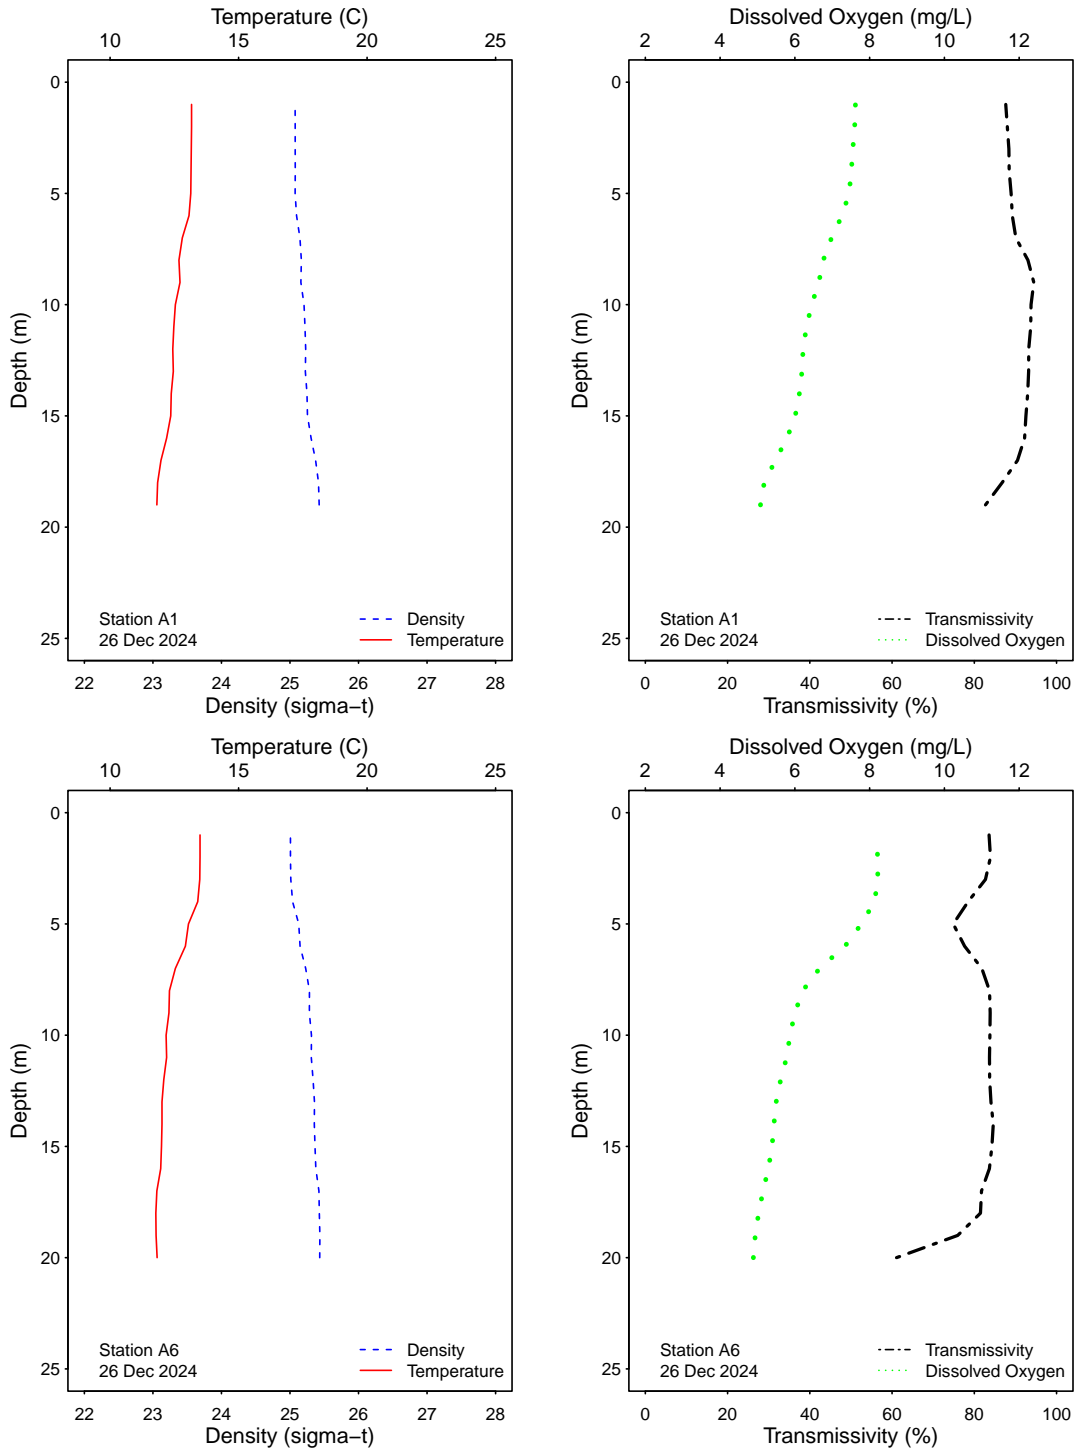 Temperature (C)
10 15 20 25
0
5
10
15
20
25
Depth (m)
Station A1
26 Dec 2024
Density
Temperature
22 23 24 25 26 27 28
Density (sigma−t)
Dissolved Oxygen (mg/L)
2 4 6 8 10 12
0
5
10
15
20
25
Depth (m)
Station A1
26 Dec 2024
Transmissivity
Dissolved Oxygen
0 20 40 60 80 100
Transmissivity (%)
Temperature (C)
10 15 20 25
0
5
10
15
20
25
Depth (m)
Station A6
26 Dec 2024
Density
Temperature
22 23 24 25 26 27 28
Density (sigma−t)
Dissolved Oxygen (mg/L)
2 4 6 8 10 12
0
5
10
15
20
25
Depth (m)
Station A6
26 Dec 2024
Transmissivity
Dissolved Oxygen
0 20 40 60 80 100
Transmissivity (%)